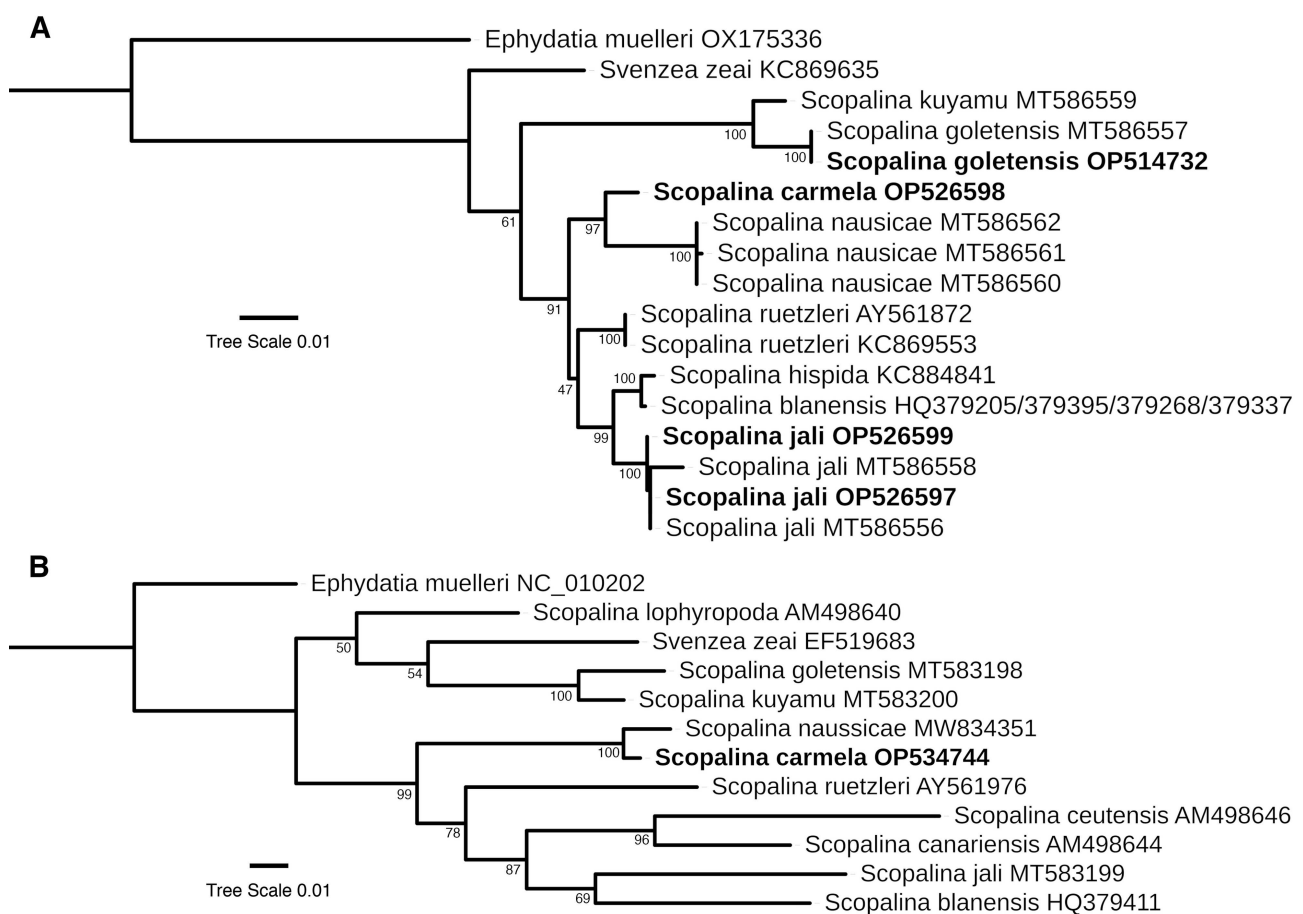 A
Ephydatia muelleri OX175336
Svenzea zeai KC869635
Scopalina kuyamu MT586559
100
Scopalina goletensis MT586557
100
Scopalina goletensis OP514732
Scopalina carmela OP526598
61
97
Scopalina nausicae MT586562
Scopalina nausicae MT586561
100
Scopalina nausicae MT586560
91
Scopalina ruetzleri AY561872
Tree Scale 0.01
100
Scopalina ruetzleri KC869553
100
Scopalina hispida KC884841
47
Scopalina blanensis HQ379205/379395/379268/379337
99
Scopalina jali OP526599
Scopalina jali MT586558
100
Scopalina jali OP526597
Scopalina jali MT586556
B
Ephydatia muelleri NC_010202
Scopalina lophyropoda AM498640
50
Svenzea zeai EF519683
54
Scopalina goletensis MT583198
100
Scopalina kuyamu MT583200
Scopalina naussicae MW834351
100
Scopalina carmela OP534744
99
Scopalina ruetzleri AY561976
78
Scopalina ceutensis AM498646
96
Scopalina canariensis AM498644
87
Scopalina jali MT583199
Tree Scale 0.01
69
Scopalina blanensis HQ379411